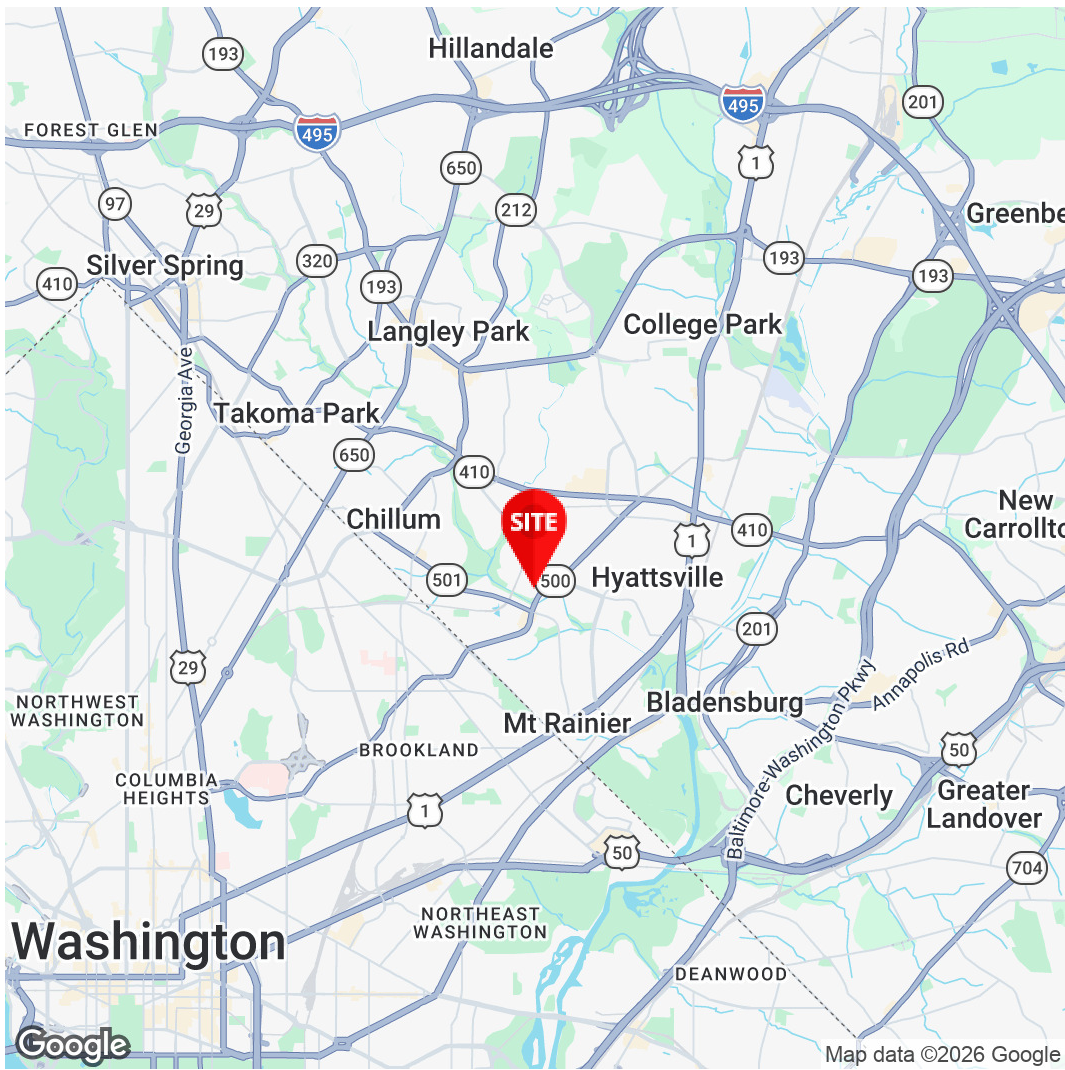 Hillandale
193
495
201
FOREST GLEN
495
1
650
97
29
212
Greenbe
193
320
Silver Spring
193
410
193
Langley Park
College Park
Georgia Ave
Takoma Park
650
410
New
Carrollto
Chillum
SITE
410
1
501
500
Hyattsville
201
29
Annapolis Rd
NORTHWEST
WASHINGTON
Bladensburg
Mt Rainier
BROOKLAND
50
Baltimore-Washington Pkwy
COLUMBIA
HEIGHTS
Cheverly
Greater
Landover
1
50
704
NORTHEAST
WASHINGTON
Washington
DEANWOOD
Google
Map data ©2026 Google